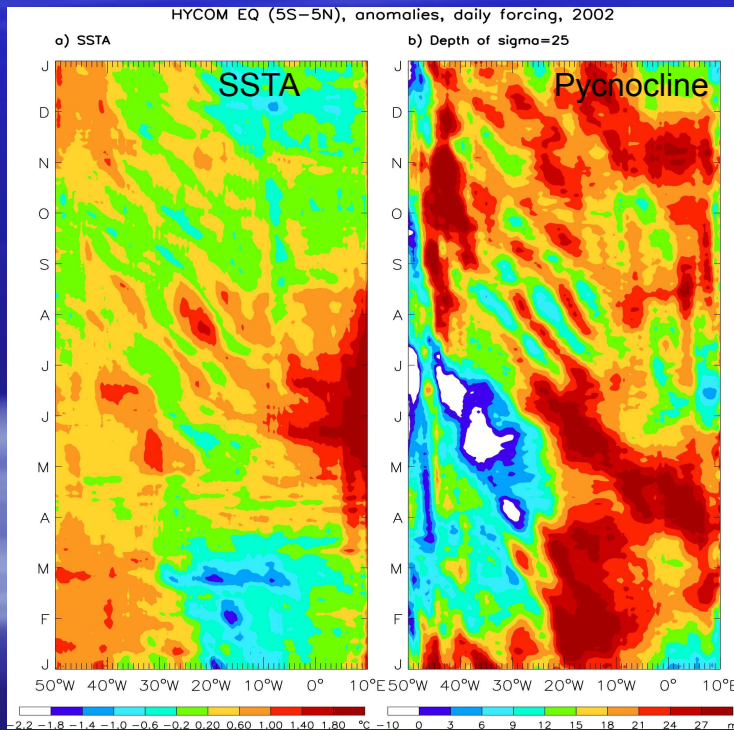 HYCOM EQ (5S−5N), anomalies, daily forcing, 2002
a) SSTA
SSTA
J
D
N
O
S
A
J
J
M
A
M
F
J
50°W 40°W 30°W 20°W 10°W 0° 10°E
−2.2 −1.8 −1.4 −1.0 −0.6 −0.2 0.20 0.60 1.00 1.40 1.80 °C
b) Depth of sigma=25
Pycnocline
J
D
N
O
S
A
J
J
M
A
M
F
J
50°W 40°W 30°W 20°W 10°W 0° 10°E
−10 0 3 6 9 12 15 18 21 24 27 m